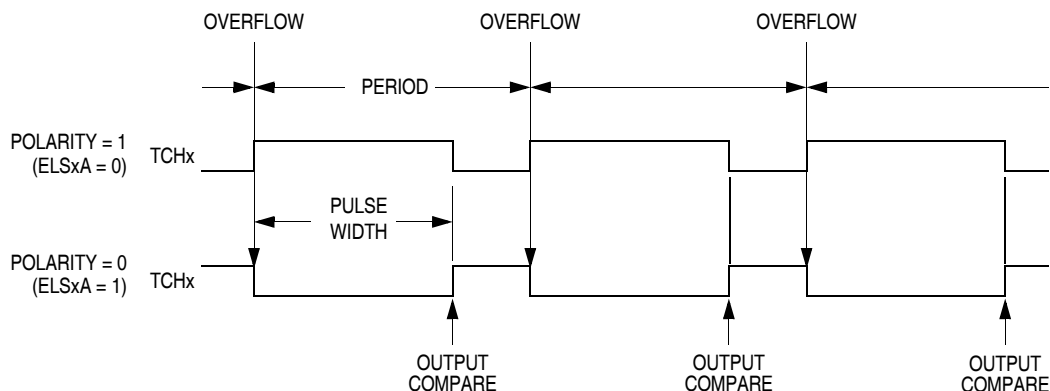 OVERFLOW OVERFLOW OVERFLOW
PERIOD
POLARITY = 1
(ELSxA = 0)
TCHx
PULSE
WIDTH
POLARITY = 0
(ELSxA = 1)
TCHx
OUTPUT
COMPARE
OUTPUT
COMPARE
OUTPUT
COMPARE